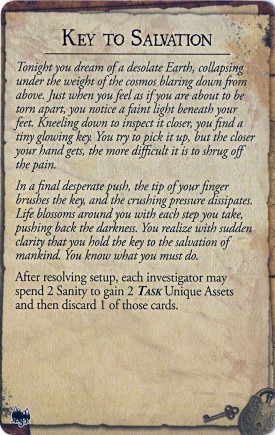 KEY TO SALVATION
Tonight you dream of a desolate Earth, collapsing
under the weight of the cosmos blaring down from
above. Just when you feel as if you are about to be
torn apart, you notice a faint light beneath your
feet. Kneeling down to inspect it closer, you find a
tiny glowing key. You try to pick it up, but the closer
your hand gets, the more difficult it is to shrug off
the pain.
In a final desperate push, the tip of your finger
brushes the key, and the crushing pressure dissipates.
Life blossoms around you with each step you take,
pushing back the darkness. You realize with sudden
clarity that you hold the key to the salvation of
mankind. You know what you must do.
After resolving setup, each investigator may
spend 2 Sanity to gain 2 TASK Unique Assets
and then discard 1 of those cards.